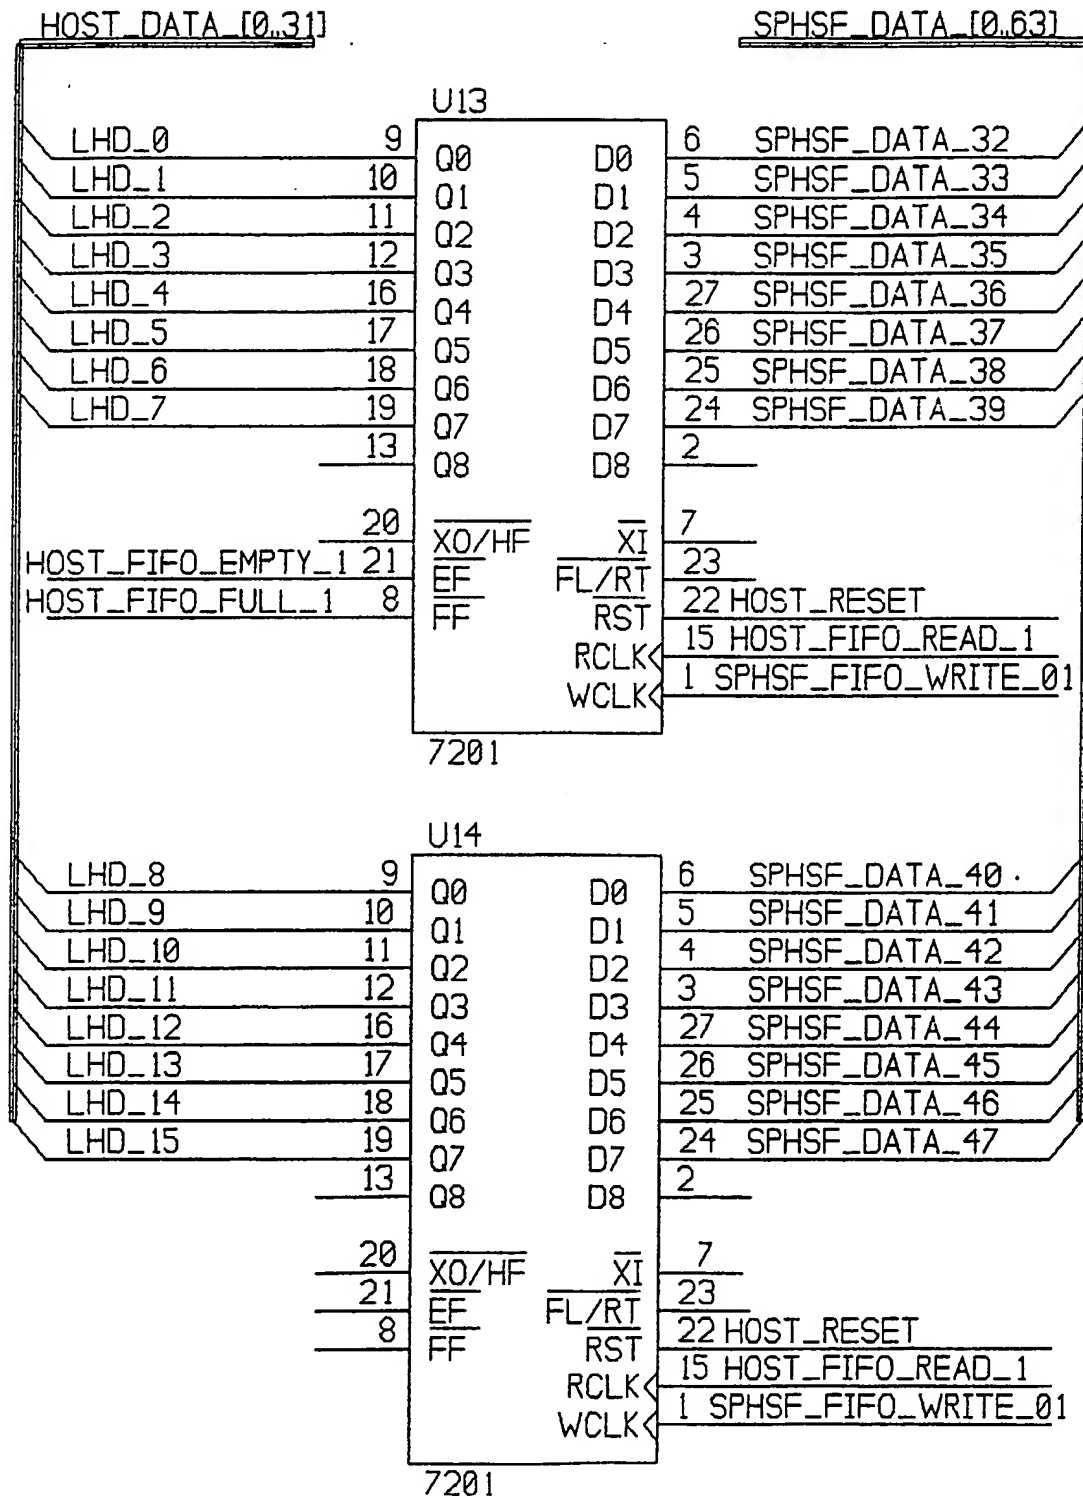 HOST_DATA_[0..31] SPHSF_DATA_[0..63]
U13
LHD_0 9 Q0 D0 6 SPHSF_DATA_32
LHD_1 10 Q1 D1 5 SPHSF_DATA_33
LHD_2 11 Q2 D2 4 SPHSF_DATA_34
LHD_3 12 Q3 D3 3 SPHSF_DATA_35
LHD_4 16 Q4 D4 27 SPHSF_DATA_36
LHD_5 17 Q5 D5 26 SPHSF_DATA_37
LHD_6 18 Q6 D6 25 SPHSF_DATA_38
LHD_7 19 Q7 D7 24 SPHSF_DATA_39
13 Q8 D8 2
20 XO/HF XI 7
HOST_FIFO_EMPTY_1 21 EF FL/RT 23
HOST_FIFO_FULL_1 8 FF RST 22 HOST_RESET
RCLK 15 HOST_FIFO_READ_1
WCLK 1 SPHSF_FIFO_WRITE_01
7201
U14
LHD_8 9 Q0 D0 6 SPHSF_DATA_40
LHD_9 10 Q1 D1 5 SPHSF_DATA_41
LHD_10 11 Q2 D2 4 SPHSF_DATA_42
LHD_11 12 Q3 D3 3 SPHSF_DATA_43
LHD_12 16 Q4 D4 27 SPHSF_DATA_44
LHD_13 17 Q5 D5 26 SPHSF_DATA_45
LHD_14 18 Q6 D6 25 SPHSF_DATA_46
LHD_15 19 Q7 D7 24 SPHSF_DATA_47
13 Q8 D8 2
20 XO/HF XI 7
21 EF FL/RT 23
8 FF RST 22 HOST_RESET
RCLK 15 HOST_FIFO_READ_1
WCLK 1 SPHSF_FIFO_WRITE_01
7201